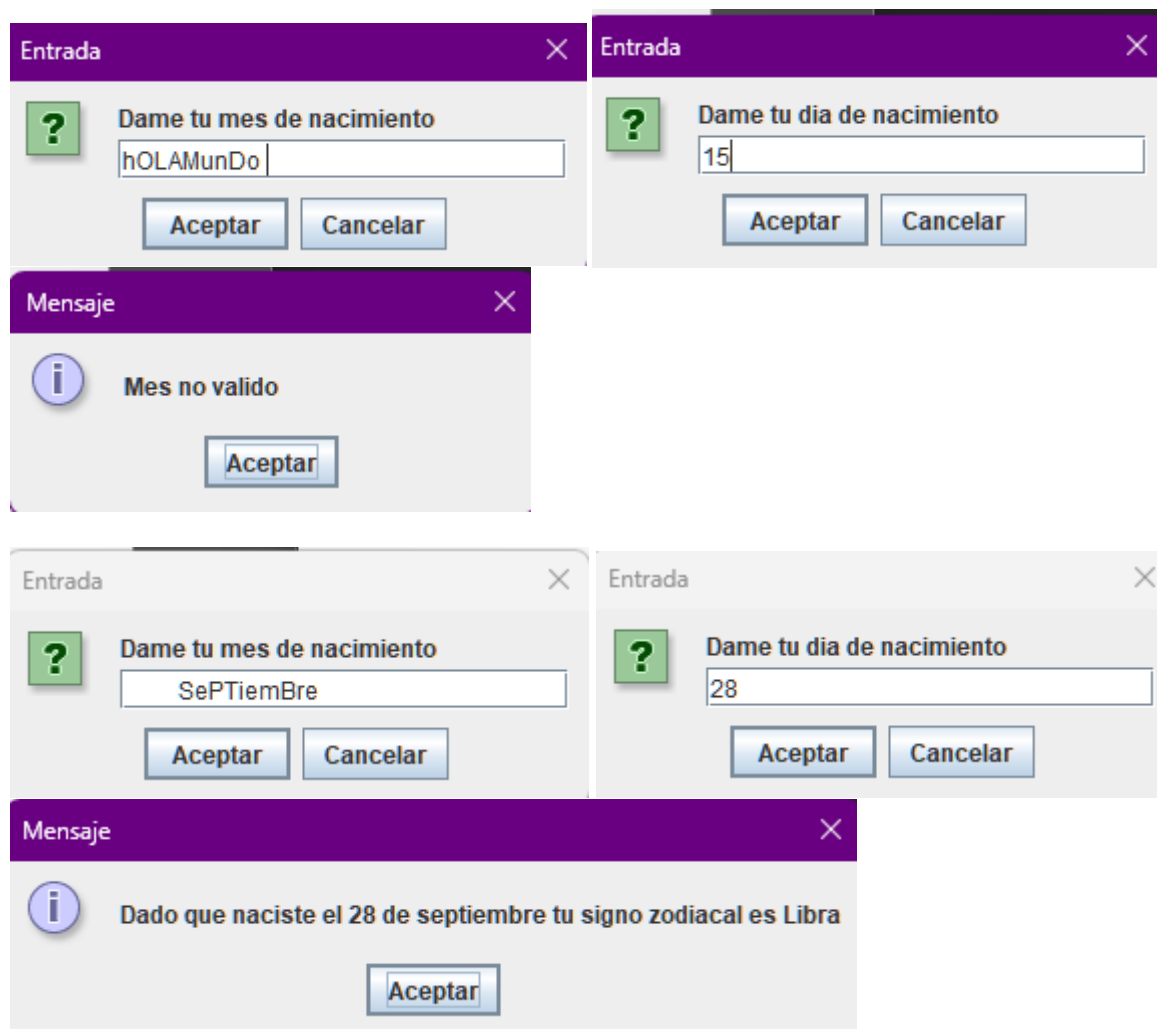 Entrada
Dame tu mes de nacimiento
hOLAMunDo
Aceptar Cancelar
Entrada
Dame tu dia de nacimiento
15
Aceptar Cancelar
Mensaje
Mes no valido
Aceptar
Entrada
Dame tu mes de nacimiento
SePTiemBre
Aceptar Cancelar
Entrada
Dame tu dia de nacimiento
28
Aceptar Cancelar
Mensaje
Dado que naciste el 28 de septiembre tu signo zodiacal es Libra
Aceptar